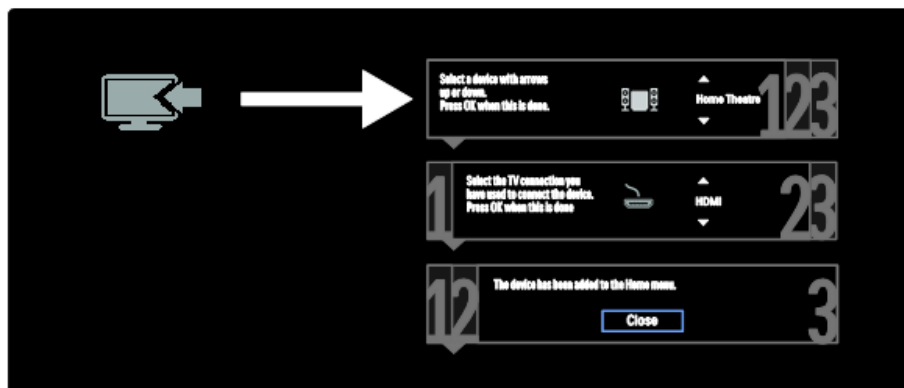 Select a device with arrows
up or down.
Press OK when this is done.
Home Theatre
123
1
Select the TV connection you
have used to connect the device.
Press OK when this is done
HDMI
23
12
The device has been added to the Home menu.
Close
3